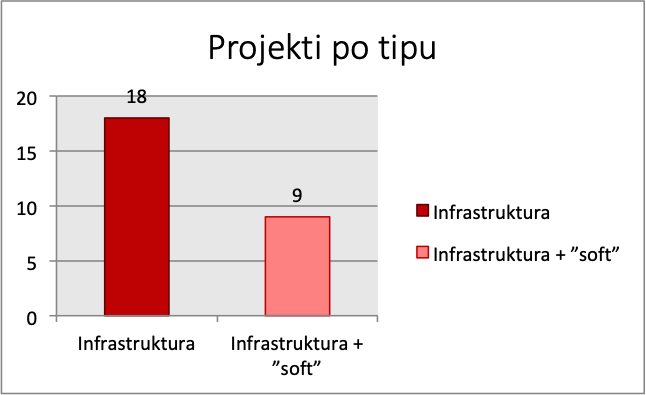 Projekti po tipu
20
15
10
5
0
18
9
Infrastruktura
Infrastruktura +
”soft”
Infrastruktura
Infrastruktura + ”soft”